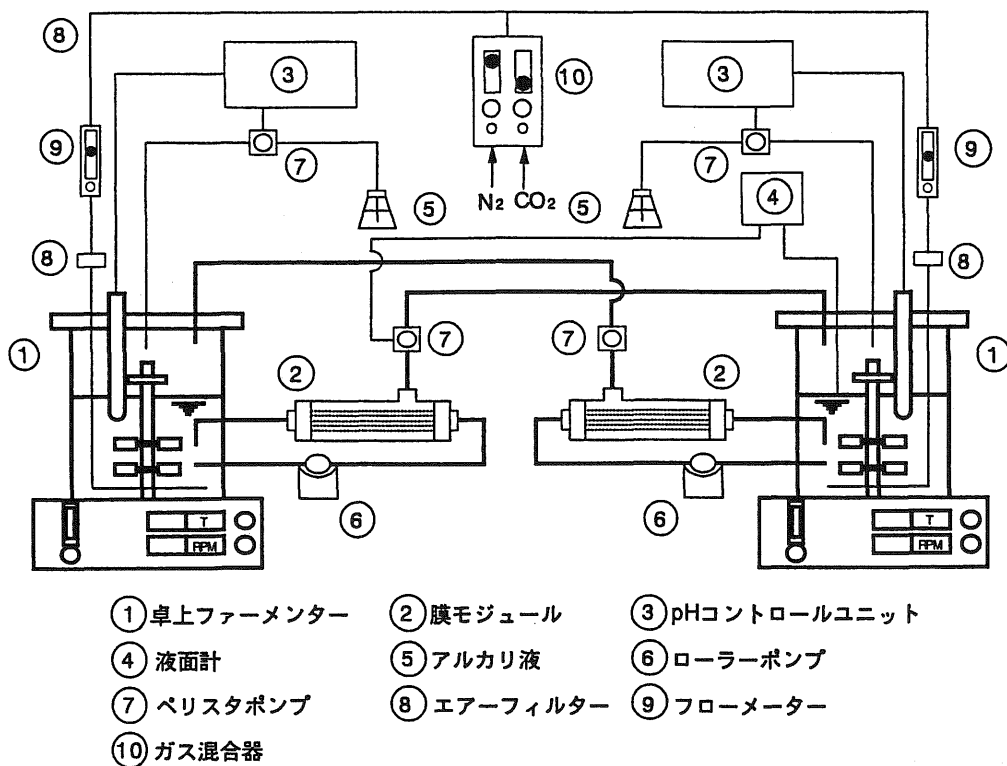 ⑧
③
⑩
③
⑨
⑦
⑦
⑨
N₂ CO₂
⑤
⑤
④
⑧
⑧
①
⑦
⑦
①
②
②
⑥
⑥
T
RPM
T
RPM
① 卓上ファーメンター ② 膜モジュール ③ pHコントロールユニット
④ 液面計 ⑤ アルカリ液 ⑥ ローラーポンプ
⑦ ペリスタポンプ ⑧ エアーフィルター ⑨ フローメーター
⑩ ガス混合器